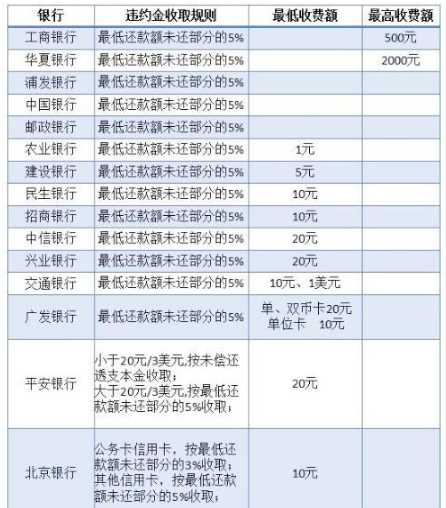 银行 违约金收取规则 最低收费额 最高收费额
工商银行 最低还款额未还部分的5% 500元
华夏银行 最低还款额未还部分的5% 2000元
浦发银行 最低还款额未还部分的5%
中国银行 最低还款额未还部分的5%
邮政银行 最低还款额未还部分的5%
农业银行 最低还款额未还部分的5% 1元
建设银行 最低还款额未还部分的5% 5元
民生银行 最低还款额未还部分的5% 10元
招商银行 最低还款额未还部分的5% 10元
中信银行 最低还款额未还部分的5% 20元
兴业银行 最低还款额未还部分的5% 20元
交通银行 最低还款额未还部分的5% 10元、1美元
广发银行 最低还款额未还部分的5% 单、双币卡20元
单位卡 10元
平安银行
小于20元/3美元,按未偿还
透支本金收取；
大于20元/3美元,按最低还
款额未还部分的5%收取；
20元
北京银行
公务卡信用卡，按最低还
款额未还部分的3%收取；
其他信用卡，按最低还款
额未还部分的5%收取；
10元